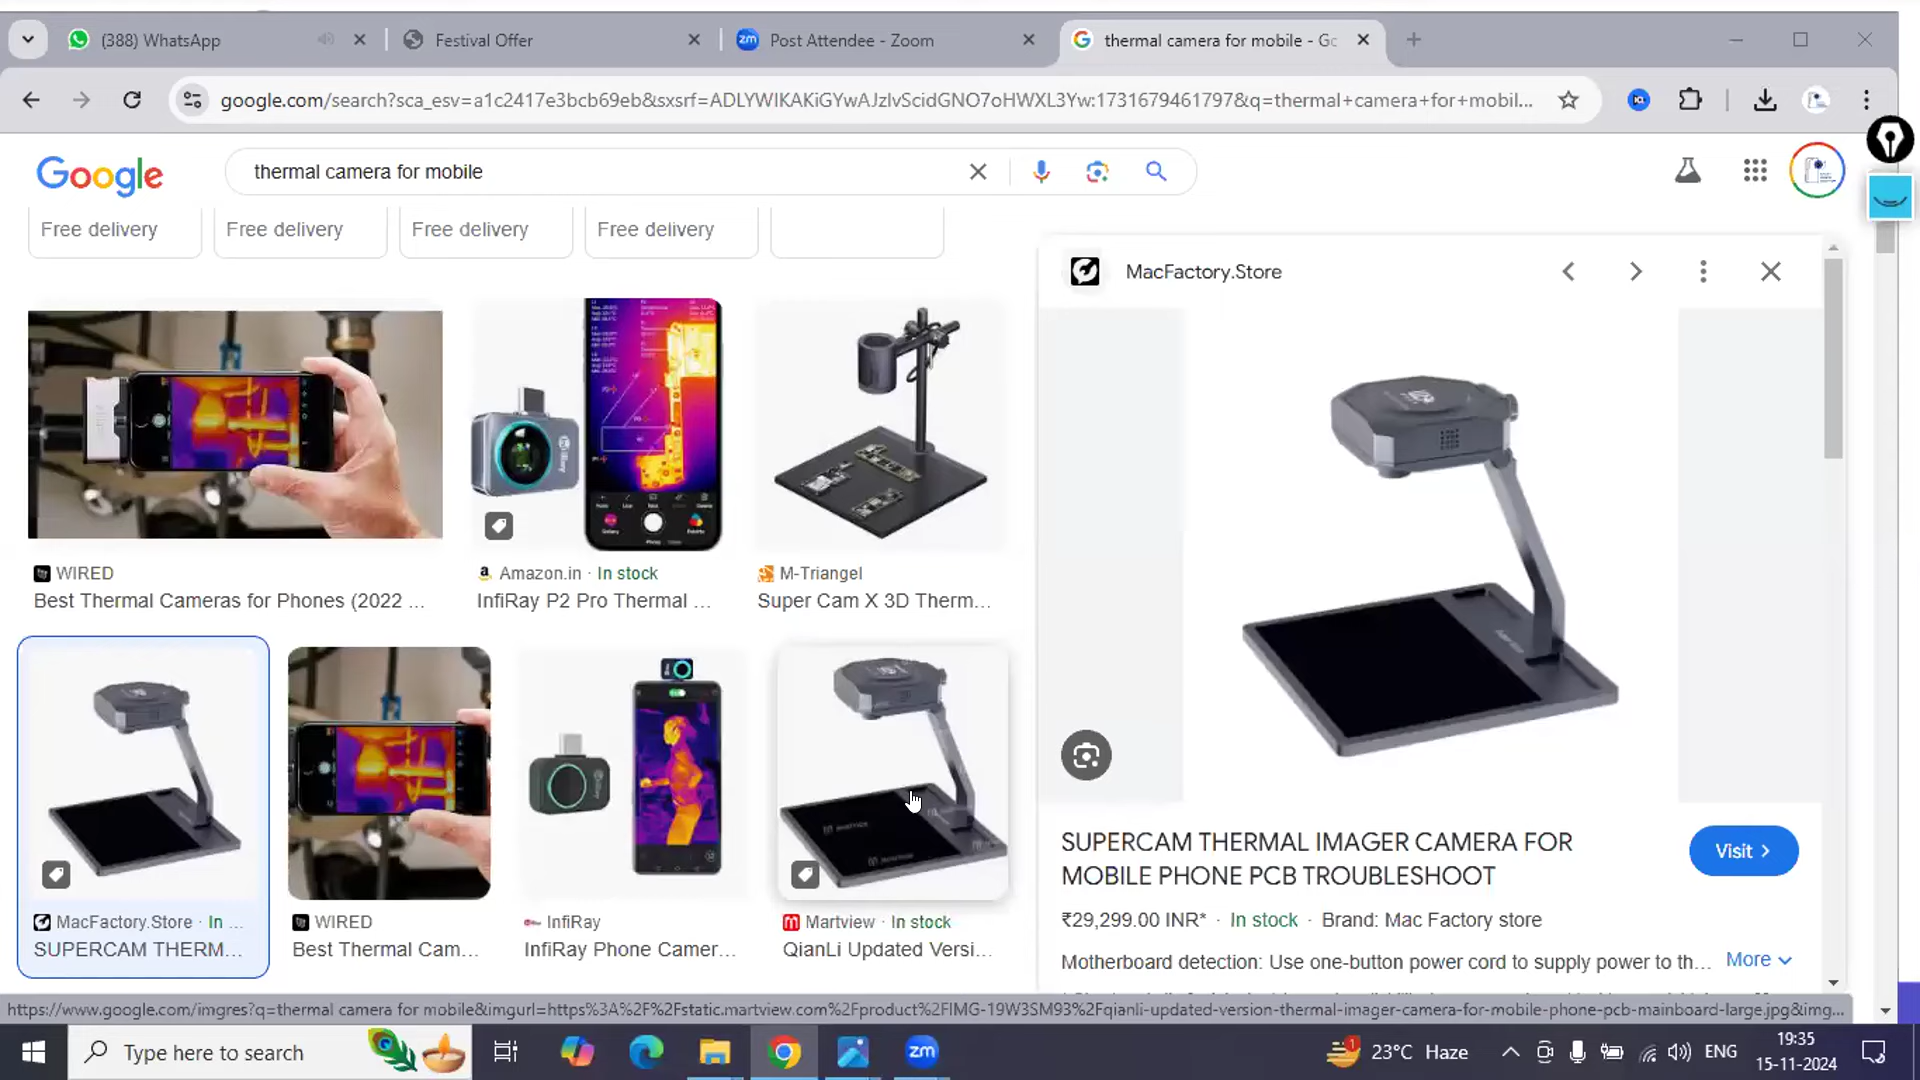 (388) WhatsApp
Festival Offer
Post Attendee - Zoom
thermal camera for mobile - Go
google.com/search?sca_esv=a1c2417e3bcb69eb&sxsrf=ADLYWIKAKiGYwAJzlvScidGNO7oHWXL3Yw:1731679461797&q=thermal+camera+for+mobil...
Google
thermal camera for mobile
Free delivery
Free delivery
Free delivery
Free delivery
MacFactory.Store
WIRED
Best Thermal Cameras for Phones (2022 ...
Amazon.in · In stock
InfiRay P2 Pro Thermal ...
M-Triangel
Super Cam X 3D Therm...
MacFactory.Store · In ...
SUPERCAM THERM...
WIRED
Best Thermal Cam...
InfiRay
InfiRay Phone Camer...
Martview · In stock
QianLi Updated Versi...
SUPERCAM THERMAL IMAGER CAMERA FOR
MOBILE PHONE PCB TROUBLESHOOT
Visit
₹29,299.00 INR* · In stock · Brand: Mac Factory store
Motherboard detection: Use one-button power cord to supply power to th...
More
https://www.google.com/imgres?q=thermal camera for mobile&imgurl=https%3A%2F%2Fstatic.martview.com%2Fproduct%2FIMG-19W3SM93%2Fqianli-updated-version-thermal-imager-camera-for-mobile-phone-pcb-mainboard-large.jpg&img...
Type here to search
zm
1
23°C Haze
ENG
19:35
15-11-2024